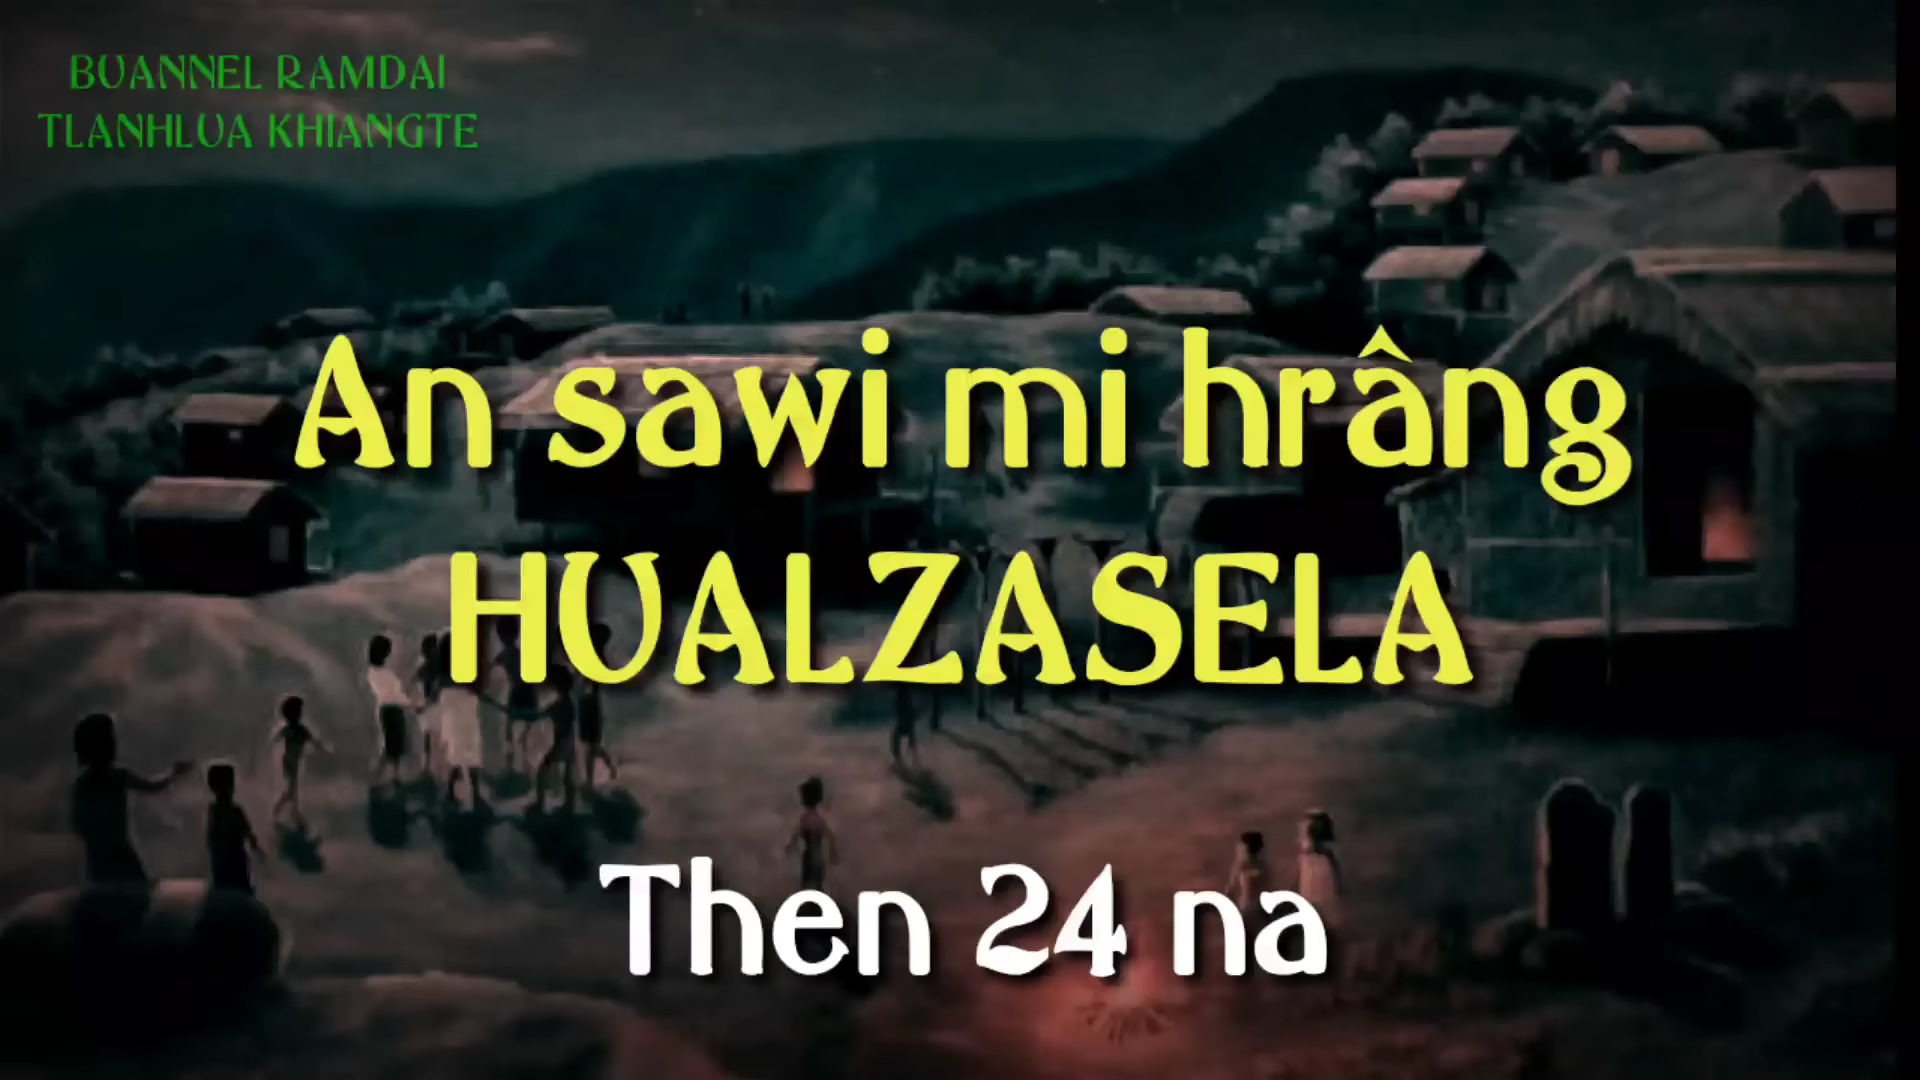 BUANNEL RAMDAI
TLANHLUA KHIANGTE
An sawi mi hrâng
HUALZASELA
Then 24 na